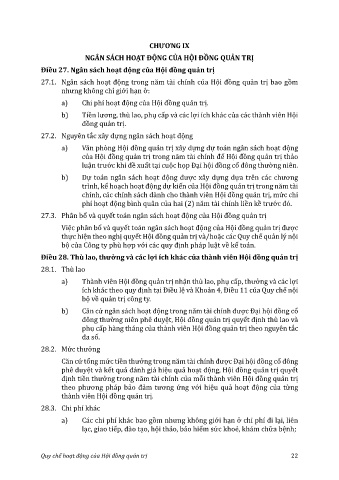 CHƯƠNG IX
NGÂN SÁCH HOẠT ĐỘNG CỦA HỘI ĐỒNG QUẢN TRỊ
Điều 27. Ngân sách hoạt động của Hội đồng quản trị
27.1. Ngân sách hoạt động trong năm tài chính của Hội đồng quản trị bao gồm
nhưng không chỉ giới hạn ở:
a) Chi phí hoạt động của Hội đồng quản trị.
b) Tiền lương, thù lao, phụ cấp và các lợi ích khác của các thành viên Hội
đồng quản trị.
27.2. Nguyên tắc xây dựng ngân sách hoạt động
a) Văn phòng Hội đồng quản trị xây dựng dự toán ngân sách hoạt động
của Hội đồng quản trị trong năm tài chính để Hội đồng quản trị thảo
luận trước khi đề xuất tại cuộc họp Đại hội đồng cổ đông thường niên.
b) Dự toán ngân sách hoạt động được xây dựng dựa trên các chương
trình, kế hoạch hoạt động dự kiến của Hội đồng quản trị trong năm tài
chính, các chính sách dành cho thành viên Hội đồng quản trị, mức chi
phí hoạt động bình quân của hai (2) năm tài chính liền kề trước đó.
27.3. Phân bổ và quyết toán ngân sách hoạt động của Hội đồng quản trị
Việc phân bổ và quyết toán ngân sách hoạt động của Hội đồng quản trị được
thực hiện theo nghị quyết Hội đồng quản trị và/hoặc các Quy chế quản lý nội
bộ của Công ty phù hợp với các quy định pháp luật về kế toán.
Điều 28. Thù lao, thưởng và các lợi ích khác của thành viên Hội đồng quản trị
28.1. Thù lao
a) Thành viên Hội đồng quản trị nhận thù lao, phụ cấp, thưởng và các lợi
ích khác theo quy định tại Điều lệ và Khoản 4, Điều 11 của Quy chế nội
bộ về quản trị công ty.
b) Căn cứ ngân sách hoạt động trong năm tài chính được Đại hội đồng cổ
đông thường niên phê duyệt, Hội đồng quản trị quyết định thù lao và
phụ cấp hàng tháng của thành viên Hội đồng quản trị theo nguyên tắc
đa số.
28.2. Mức thưởng
Căn cứ tổng mức tiền thưởng trong năm tài chính được Đại hội đồng cổ đông
phê duyệt và kết quả đánh giá hiệu quả hoạt động, Hội đồng quản trị quyết
định tiền thưởng trong năm tài chính của mỗi thành viên Hội đồng quản trị
theo phương pháp bảo đảm tương ứng với hiệu quả hoạt động của từng
thành viên Hội đồng quản trị.
28.3. Chi phí khác
a) Các chi phí khác bao gồm nhưng không giới hạn ở chi phí đi lại, liên
lạc, giao tiếp, đào tạo, hội thảo, bảo hiểm sức khoẻ, khám chữa bệnh;
Quy chế hoạt động của Hội đồng quản trị 22